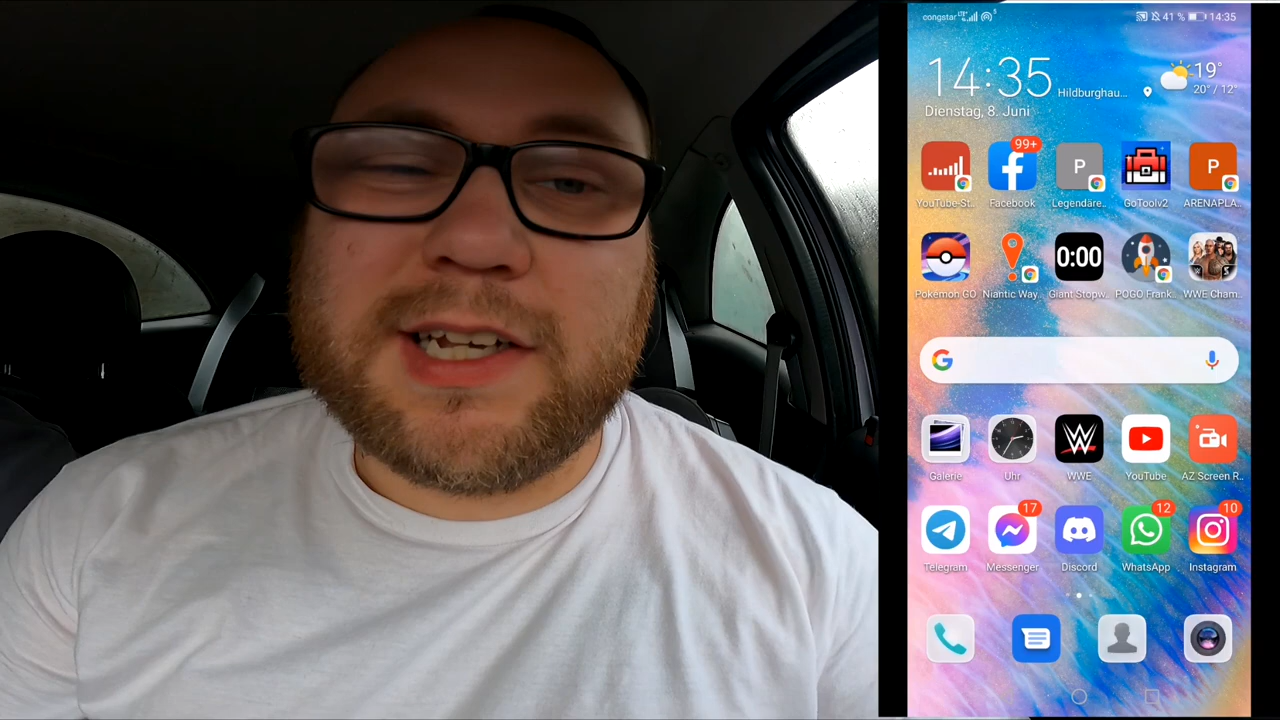 congstar 41 % 14:35
14:35
Hildburghau...
19°
20° / 12°
Dienstag, 8. Juni
99+
P
P
YouTube-St..
Facebook
Legendäre..
GoToolv2
ARENAPLA..
0:00
Pokémon GO
Niantic Way..
Giant Stopw..
POGO Frank..
WWE Cham..
G
W
Galerie
Uhr
WWE
YouTube
AZ Screen R..
17
12
10
Telegram
Messenger
Discord
WhatsApp
Instagram